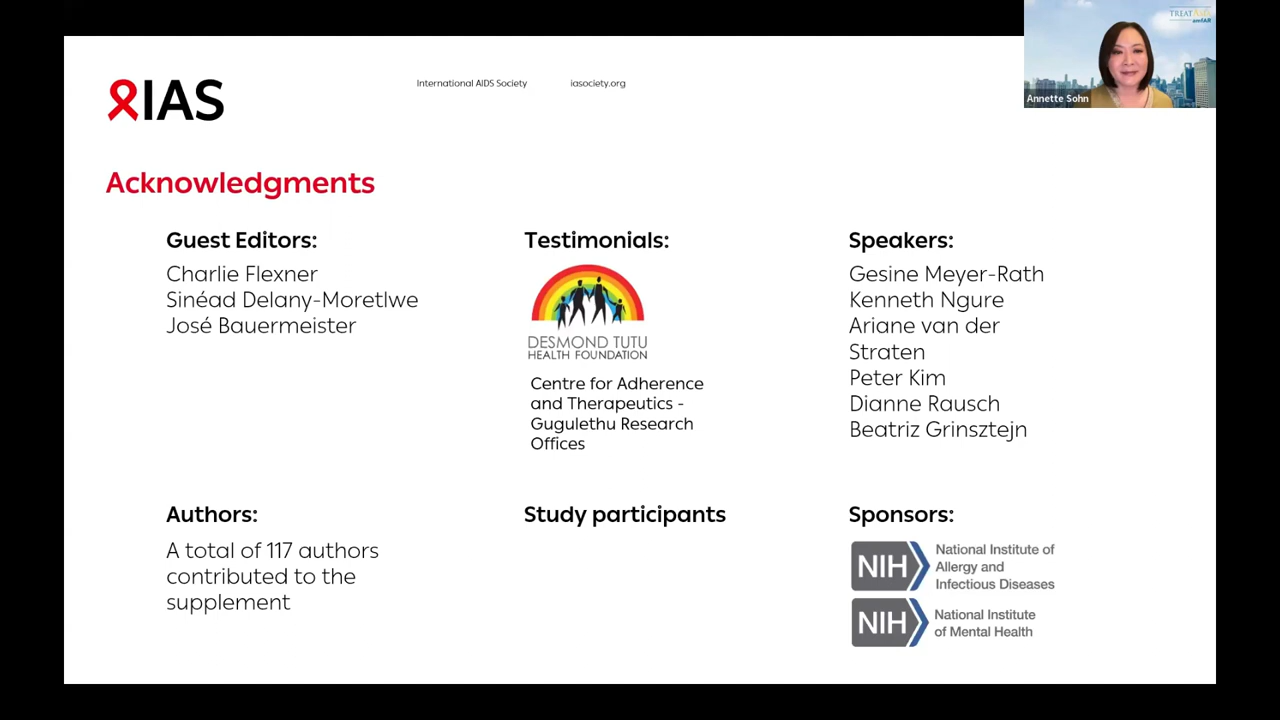 IAS
International AIDS Society
iasociety.org
TREAT ASIA
amfAR
Annette Sohn
Acknowledgments
Guest Editors:
Charlie Flexner
Sinéad Delany-Moretlwe
José Bauermeister
Testimonials:
DESMOND TUTU
HEALTH FOUNDATION
Centre for Adherence
and Therapeutics -
Gugulethu Research
Offices
Speakers:
Gesine Meyer-Rath
Kenneth Ngure
Ariane van der
Straten
Peter Kim
Dianne Rausch
Beatriz Grinsztejn
Authors:
A total of 117 authors
contributed to the
supplement
Study participants
Sponsors:
NIH
National Institute of
Allergy and
Infectious Diseases
NIH
National Institute
of Mental Health